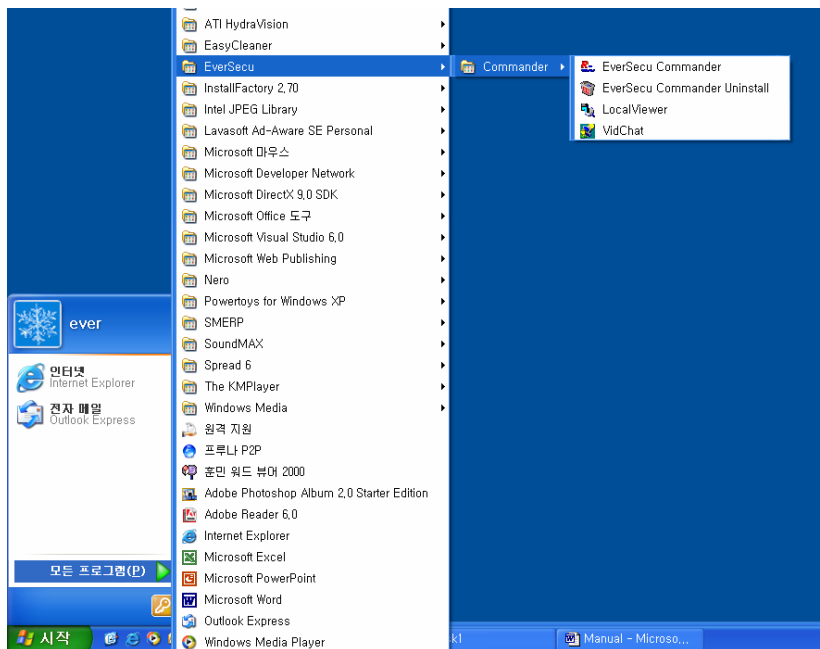 ATI HydraVision
EasyCleaner
EverSecu
InstallFactory 2,70
Intel JPEG Library
Lavasoft Ad-Aware SE Personal
Microsoft 마우스
Microsoft Developer Network
Microsoft DirectX 9,0 SDK
Microsoft Office 도구
Microsoft Visual Studio 6,0
Microsoft Web Publishing
Nero
Powertoys for Windows XP
SMERP
SoundMAX
Spread 6
The KMPlayer
Windows Media
원격 지원
프루나 P2P
훈민 워드 뷰어 2000
Adobe Photoshop Album 2,0 Starter Edition
Adobe Reader 6,0
Internet Explorer
Microsoft Excel
Microsoft PowerPoint
Microsoft Word
Outlook Express
Windows Media Player
Commander
EverSecu Commander
EverSecu Commander Uninstall
LocalViewer
VidChat
ever
인터넷
Internet Explorer
전자 메일
Outlook Express
모든 프로그램(P)
시작
sk1
Manual - Microso,,,